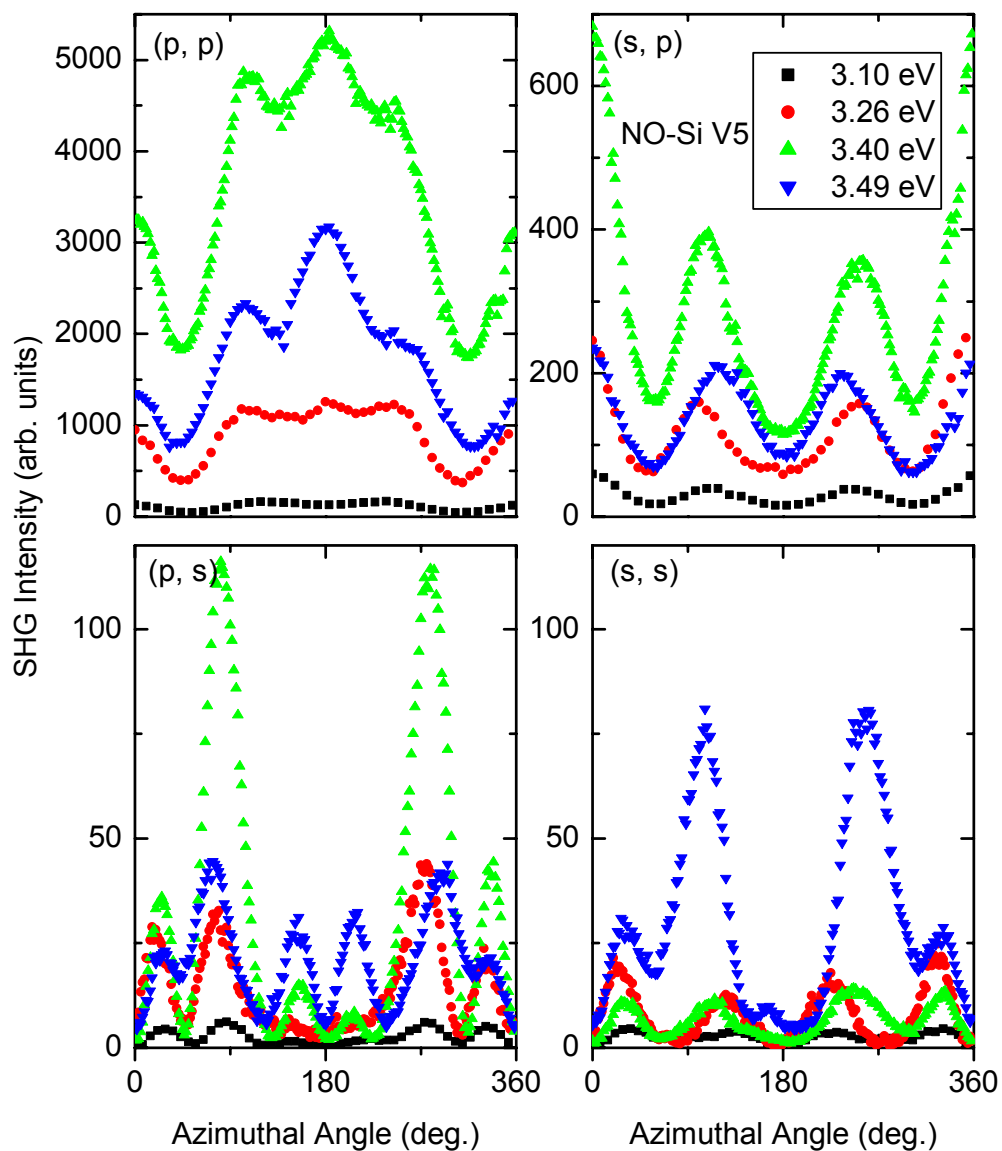 (p, p)
(s, p)
3.10 eV
3.26 eV
3.40 eV
3.49 eV
NO-Si V5
5000
4000
3000
2000
1000
0
600
400
200
0
SHG Intensity (arb. units)
(p, s)
(s, s)
100
50
0
100
50
0
0 180 360
0 180 360
Azimuthal Angle (deg.)
Azimuthal Angle (deg.)